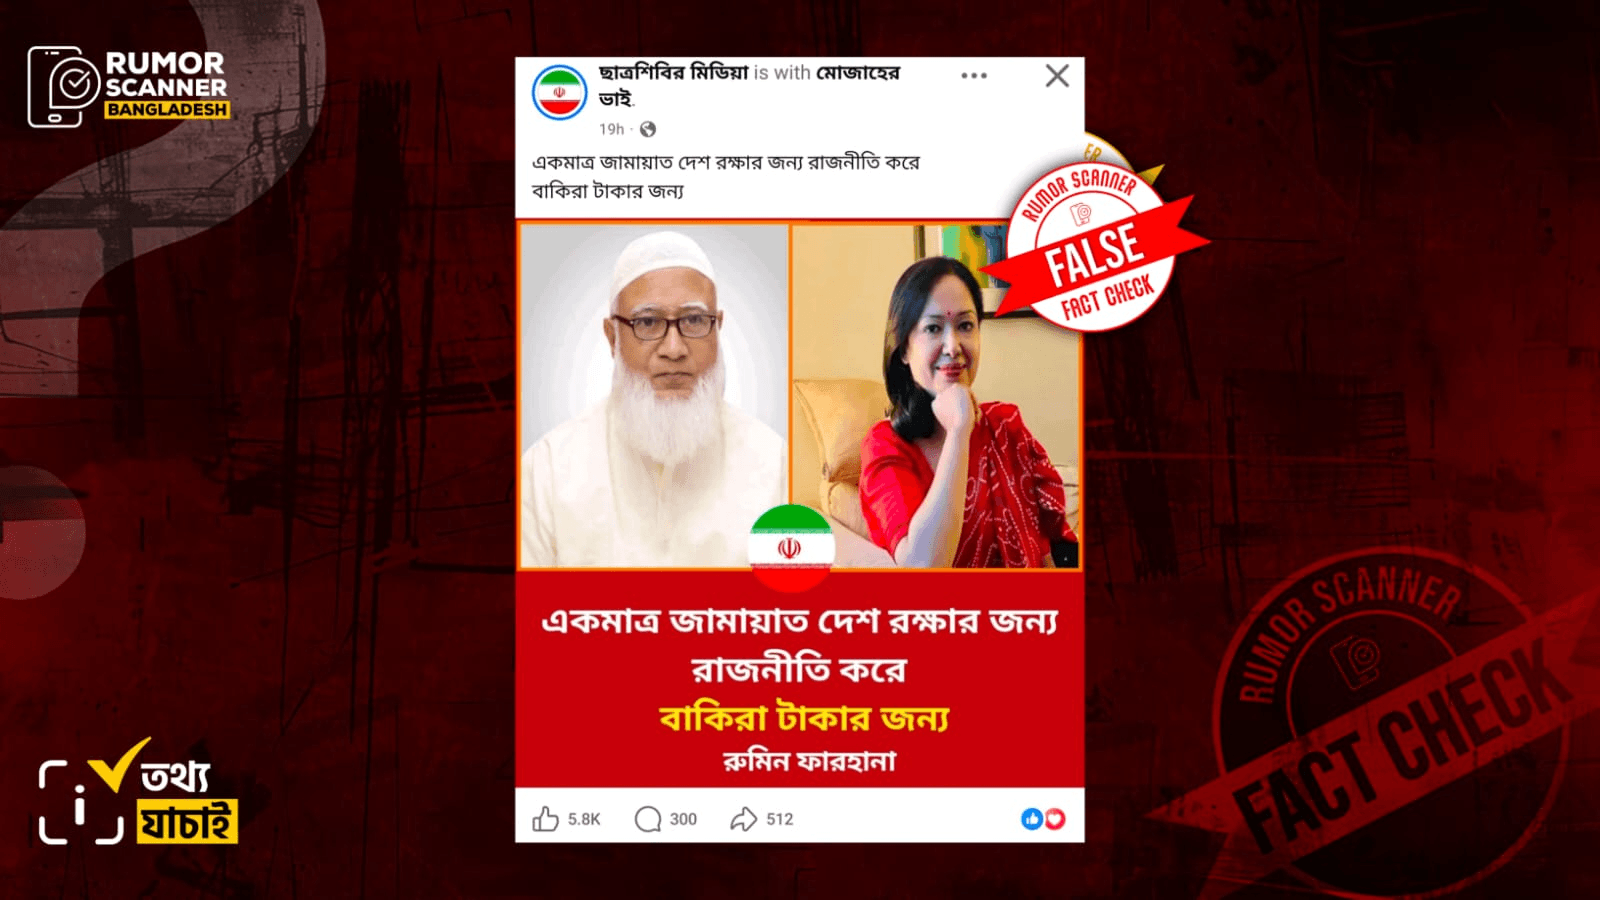 RUMOR
SCANNER
BANGLADESH
ছাত্রশিবির মিডিয়া is with মোজাহের
ভাই.
19h
একমাত্র জামায়াত দেশ রক্ষার জন্য রাজনীতি করে
বাকিরা টাকার জন্য
ER
RUMOR SCANNER
FALSE
FACT CHECK
একমাত্র জামায়াত দেশ রক্ষার জন্য
রাজনীতি করে
বাকিরা টাকার জন্য
রুমিন ফারহানা
5.8K 300 512
তথ্য
যাচাই
RUMOR SCANNER
FACT CHECK